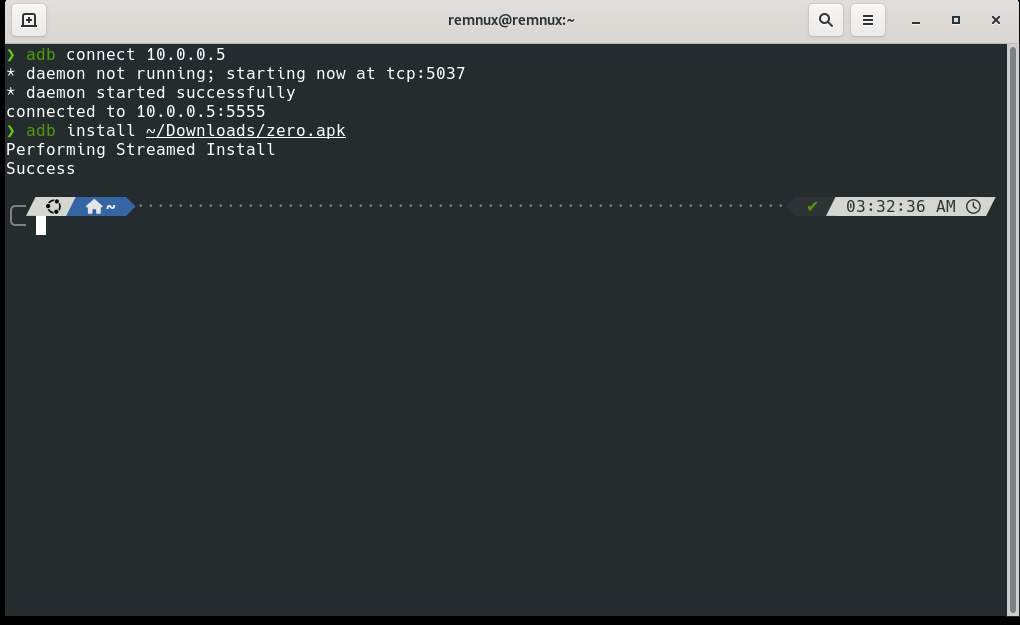 remnux@remnux:~
❯ adb connect 10.0.0.5
* daemon not running; starting now at tcp:5037
* daemon started successfully
connected to 10.0.0.5:5555
❯ adb install ~/Downloads/zero.apk
Performing Streamed Install
Success
~ ✔ 03:32:36 AM